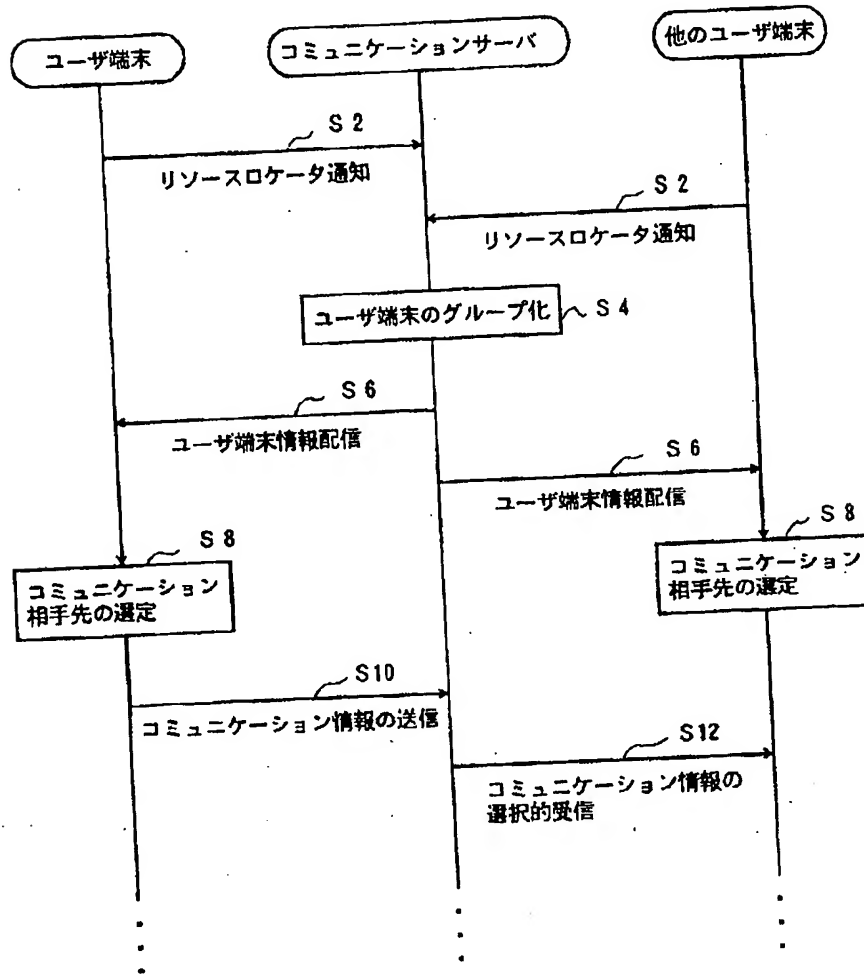 ユーザ端末
コミュニケーションサーバ
他のユーザ端末
S2
リソースロケータ通知
S2
リソースロケータ通知
ユーザ端末のグループ化
S4
S6
ユーザ端末情報配信
S6
ユーザ端末情報配信
S8
コミュニケーション
相手先の選定
S8
コミュニケーション
相手先の選定
S10
コミュニケーション情報の送信
S12
コミュニケーション情報の
選択的受信